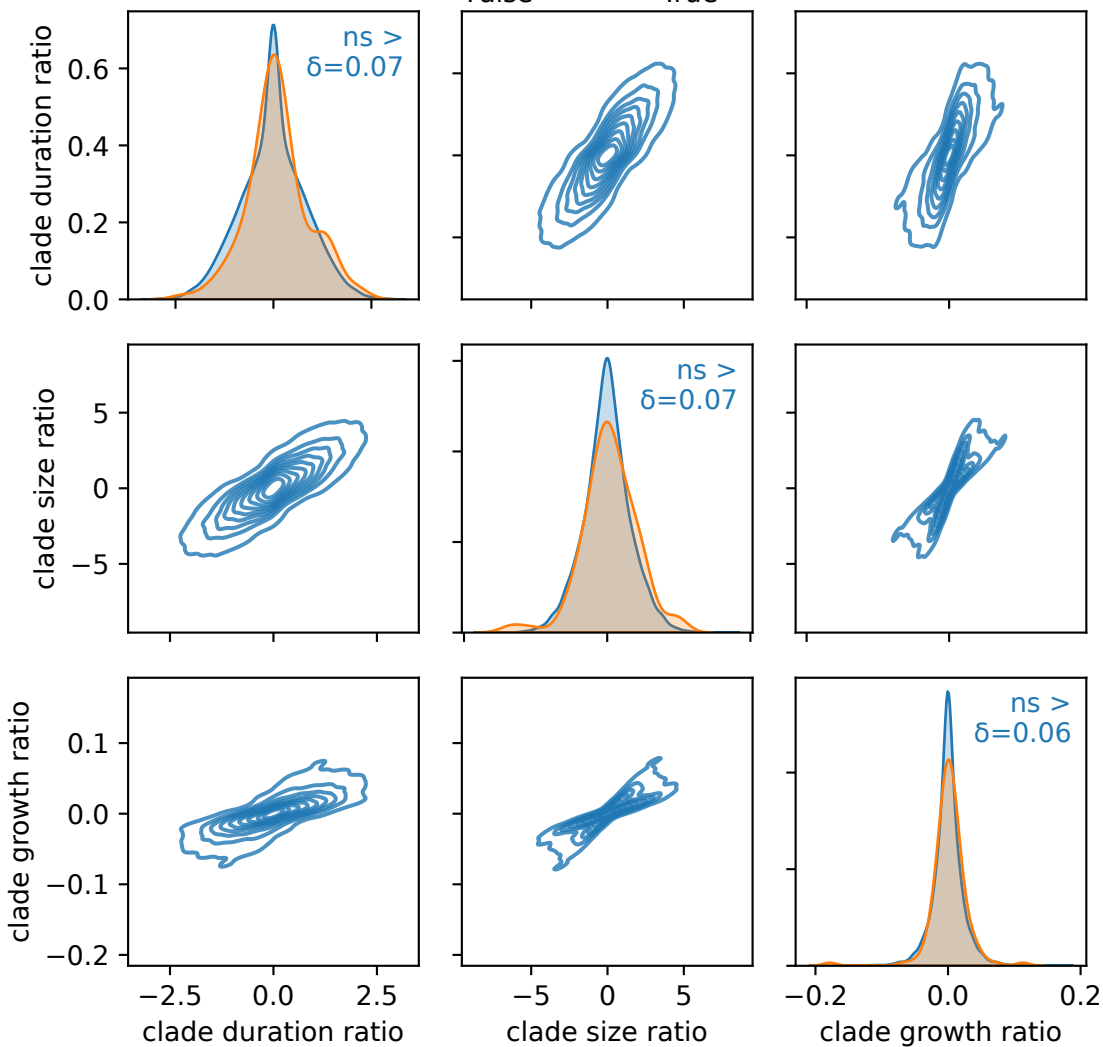 False True
clade duration ratio
0.6
0.4
0.2
0.0
ns >
δ=0.07
clade size ratio
5
0
−5
ns >
δ=0.07
clade growth ratio
0.1
0.0
−0.1
−0.2
ns >
δ=0.06
−2.5 0.0 2.5
−5 0 5
−0.2 0.0 0.2
clade duration ratio
clade size ratio
clade growth ratio